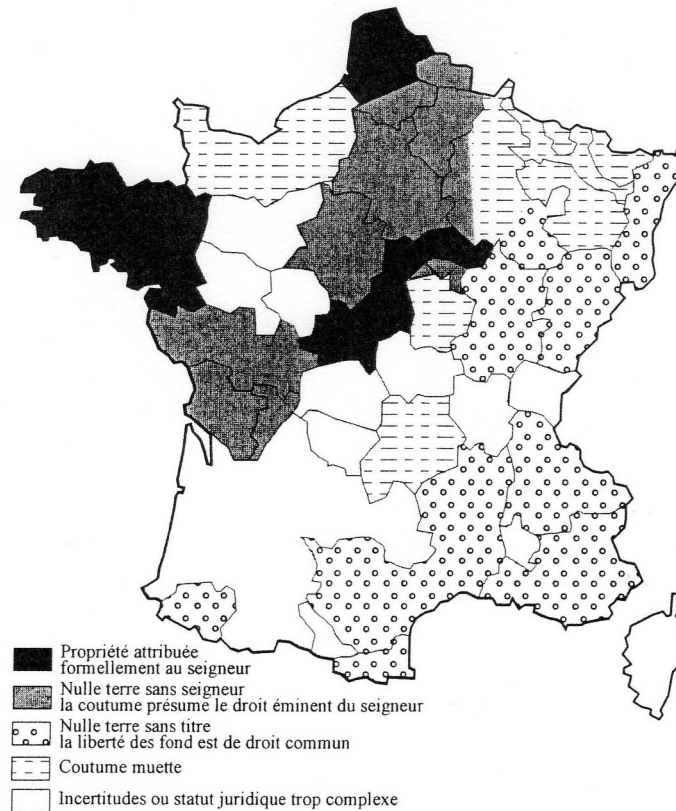 Propriété attribuée
formellement au seigneur
Nulle terre sans seigneur
la coutume présume le droit éminent du seigneur
Nulle terre sans titre
la liberté des fond est de droit commun
Coutume muette
Incertitudes ou statut juridique trop complexe